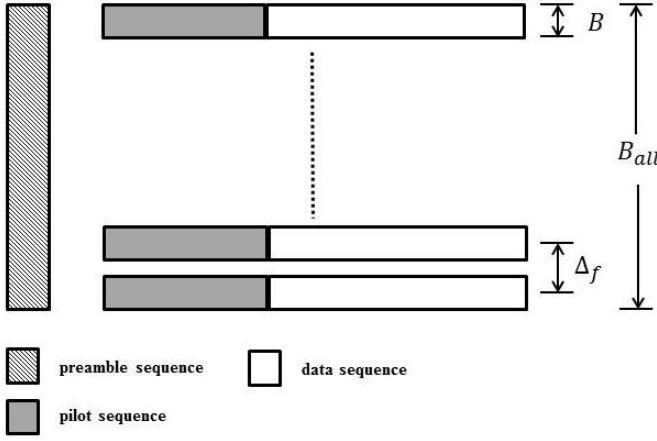 B
B_all
Δ_f
preamble sequence
data sequence
pilot sequence